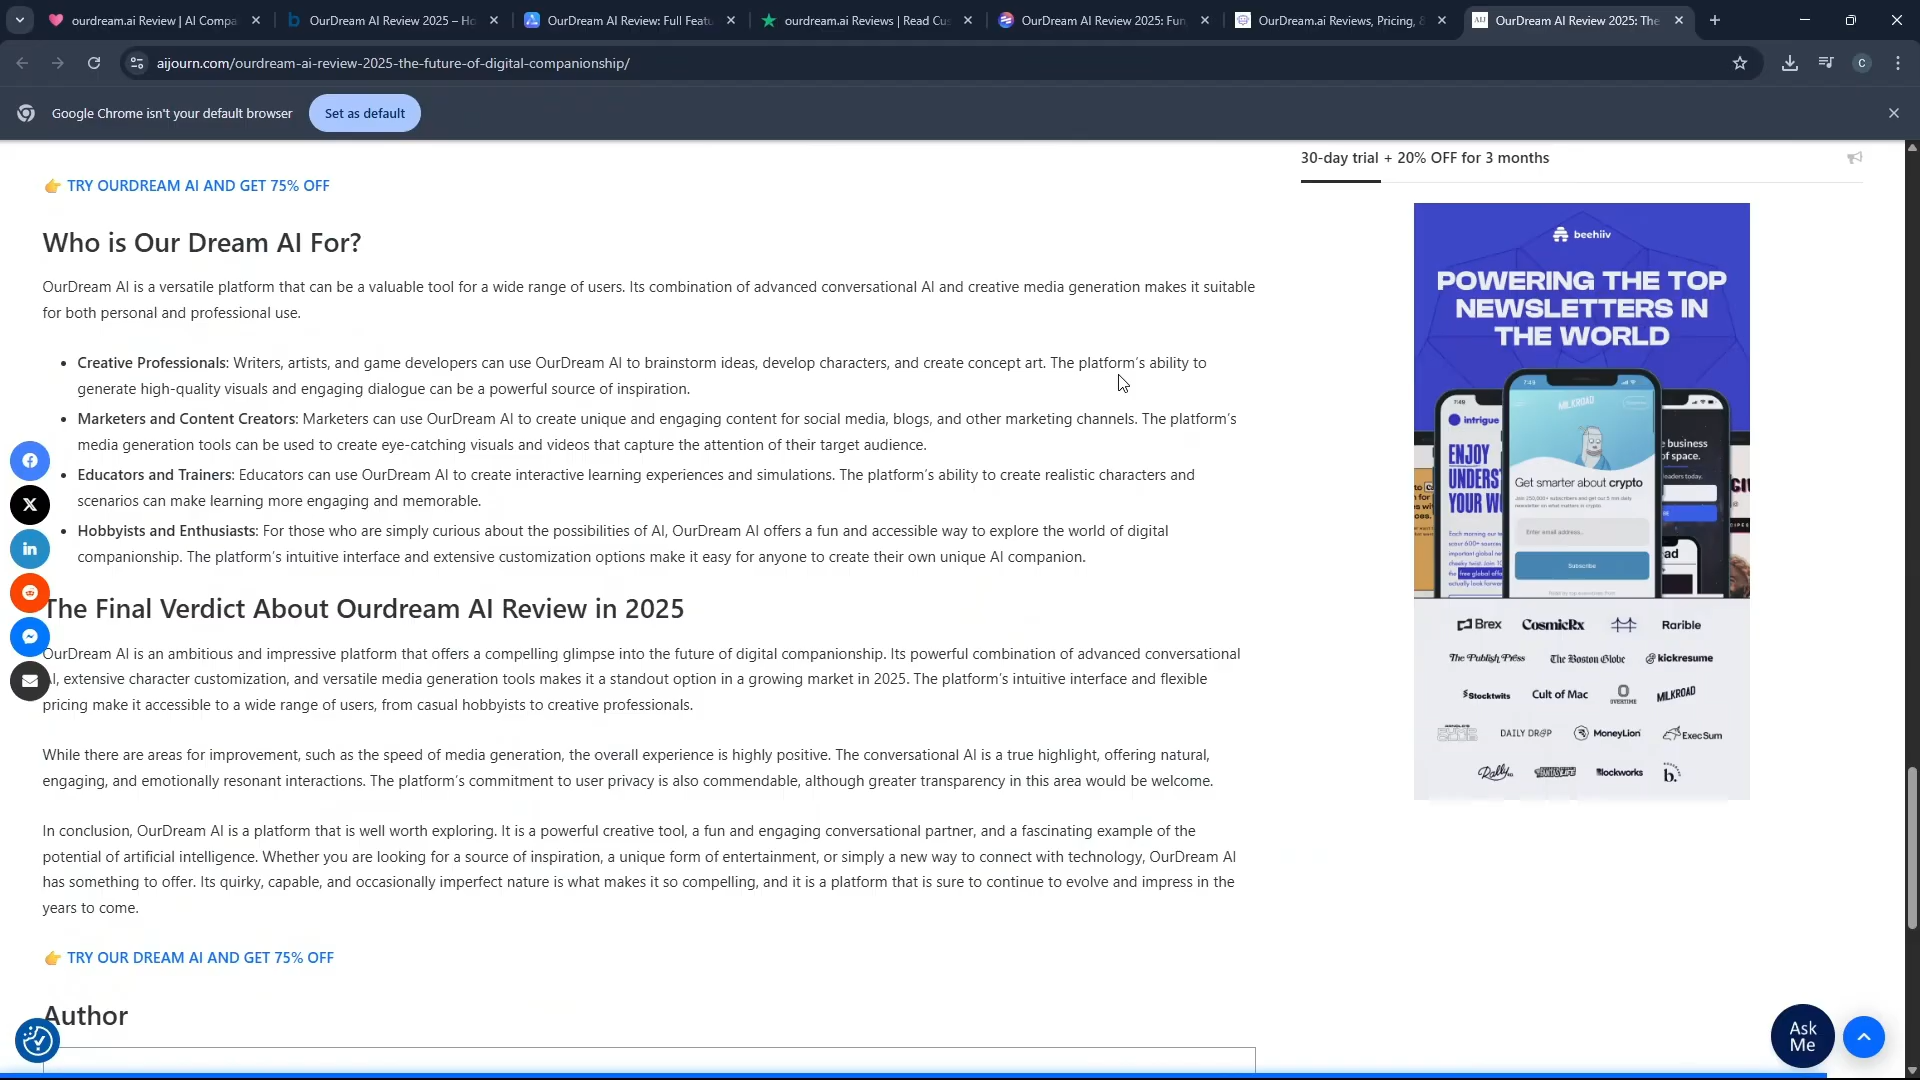 ourdream.ai Review | AI Compa
OurDream AI Review 2025 – Ho
OurDream AI Review: Full Featu
ourdream.ai Reviews | Read Cus
OurDream AI Review 2025: Fun,
OurDream.ai Reviews, Pricing, &
OurDream AI Review 2025: The
aijourn.com/ourdream-ai-review-2025-the-future-of-digital-companionship/
C
Google Chrome isn't your default browser
Set as default
30-day trial + 20% OFF for 3 months
👉 TRY OURDREAM AI AND GET 75% OFF
Who is Our Dream AI For?
OurDream AI is a versatile platform that can be a valuable tool for a wide range of users. Its combination of advanced conversational AI and creative media generation makes it suitable
for both personal and professional use.
• Creative Professionals: Writers, artists, and game developers can use OurDream AI to brainstorm ideas, develop characters, and create concept art. The platform's ability to
generate high-quality visuals and engaging dialogue can be a powerful source of inspiration.
• Marketers and Content Creators: Marketers can use OurDream AI to create unique and engaging content for social media, blogs, and other marketing channels. The platform's
media generation tools can be used to create eye-catching visuals and videos that capture the attention of their target audience.
• Educators and Trainers: Educators can use OurDream AI to create interactive learning experiences and simulations. The platform's ability to create realistic characters and
scenarios can make learning more engaging and memorable.
• Hobbyists and Enthusiasts: For those who are simply curious about the possibilities of AI, OurDream AI offers a fun and accessible way to explore the world of digital
companionship. The platform's intuitive interface and extensive customization options make it easy for anyone to create their own unique AI companion.
The Final Verdict About Ourdream AI Review in 2025
OurDream AI is an ambitious and impressive platform that offers a compelling glimpse into the future of digital companionship. Its powerful combination of advanced conversational
AI, extensive character customization, and versatile media generation tools makes it a standout option in a growing market in 2025. The platform's intuitive interface and flexible
pricing make it accessible to a wide range of users, from casual hobbyists to creative professionals.
While there are areas for improvement, such as the speed of media generation, the overall experience is highly positive. The conversational AI is a true highlight, offering natural,
engaging, and emotionally resonant interactions. The platform's commitment to user privacy is also commendable, although greater transparency in this area would be welcome.
In conclusion, OurDream AI is a platform that is well worth exploring. It is a powerful creative tool, a fun and engaging conversational partner, and a fascinating example of the
potential of artificial intelligence. Whether you are looking for a source of inspiration, a unique form of entertainment, or simply a new way to connect with technology, OurDream AI
has something to offer. Its quirky, capable, and occasionally imperfect nature is what makes it so compelling, and it is a platform that is sure to continue to evolve and impress in the
years to come.
👉 TRY OUR DREAM AI AND GET 75% OFF
Author
beehiiv
POWERING THE TOP
NEWSLETTERS IN
THE WORLD
7:49
MILKROAD
intrigue
ENJOY
UNDERS
YOUR W
Get smarter about crypto
Enter email address...
Subscribe
e business
of space.
Brex
CosmicRx
Rarible
The Publish Press
The Boston Globe
kickresume
Stocktwits
Cult of Mac
OVERTIME
MILKROAD
DAILY DROP
MoneyLion
ExecSum
Rally
Blockworks
b.
Ask
Me